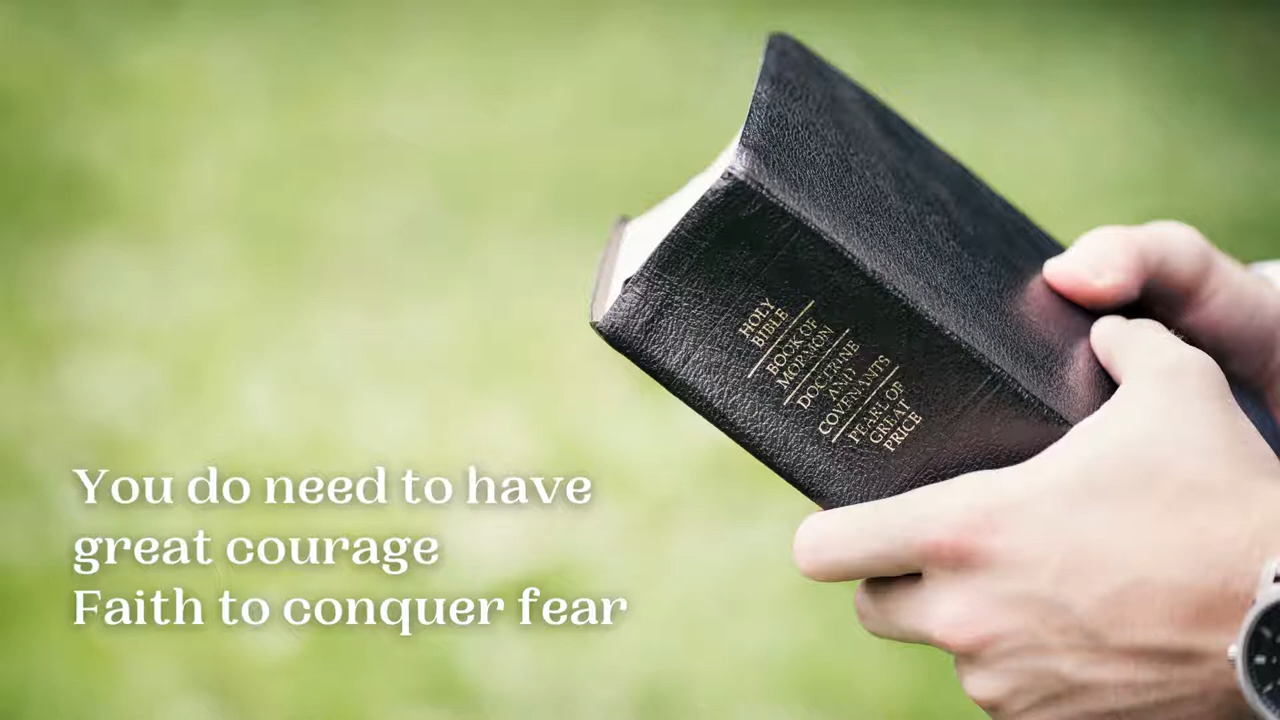 HOLY
BIBLE
BOOK OF
MORMON
DOCTRINE
AND
COVENANTS
PEARL OF
GREAT
PRICE
You do need to have
great courage
Faith to conquer fear